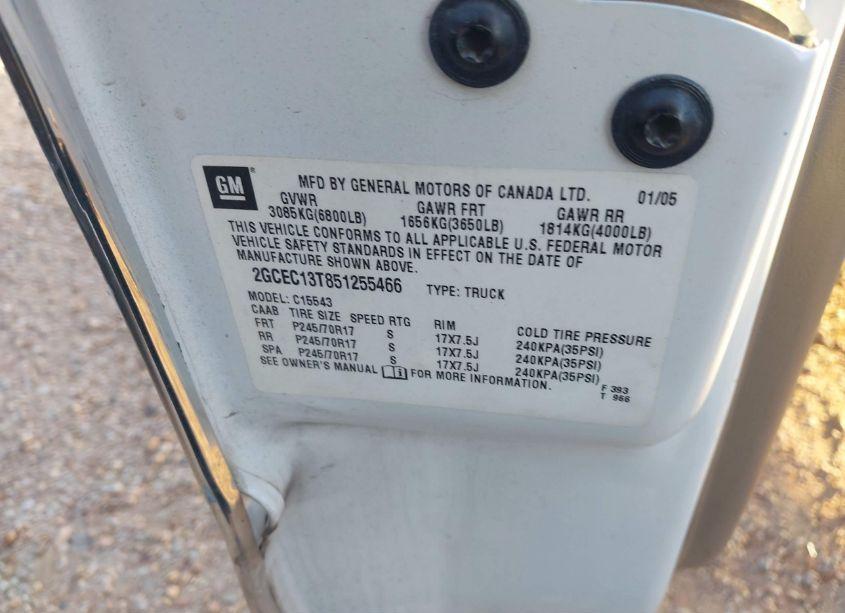 GM ® MFD BY GENERAL MOTORS OF CANADA LTD. 01/05
GVWR GAWR FRT GAWR RR
3085KG(6800LB) 1656KG(3650LB) 1814KG(4000LB)
THIS VEHICLE CONFORMS TO ALL APPLICABLE U.S. FEDERAL MOTOR
VEHICLE SAFETY STANDARDS IN EFFECT ON THE DATE OF
MANUFACTURE SHOWN ABOVE.
2GCEC13T851255466 TYPE: TRUCK
MODEL: C15543
CAAB TIRE SIZE SPEED RTG RIM COLD TIRE PRESSURE
FRT P245/70R17 S 17X7.5J 240KPA(35PSI)
RR P245/70R17 S 17X7.5J 240KPA(35PSI)
SPA P245/70R17 S 17X7.5J 240KPA(35PSI)
SEE OWNER'S MANUAL FOR MORE INFORMATION.
F 393
T 966